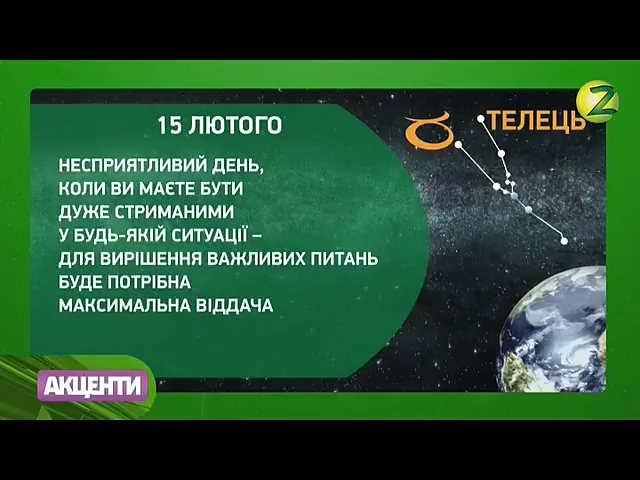 Z
ТЕЛЕЦЬ
15 ЛЮТОГО
НЕСПРИЯТЛИВИЙ ДЕНЬ,
КОЛИ ВИ МАЄТЕ БУТИ
ДУЖЕ СТРИМАНИМИ
У БУДЬ-ЯКІЙ СИТУАЦІЇ –
ДЛЯ ВИРІШЕННЯ ВАЖЛИВИХ ПИТАНЬ
БУДЕ ПОТРІБНА
МАКСИМАЛЬНА ВІДДАЧА
АКЦЕНТИ